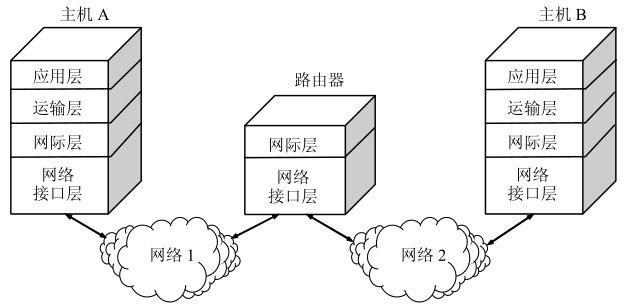 主机 A
应用层
运输层
网际层
网络
接口层
路由器
网际层
网络
接口层
主机 B
应用层
运输层
网际层
网络
接口层
网络 1
网络 2